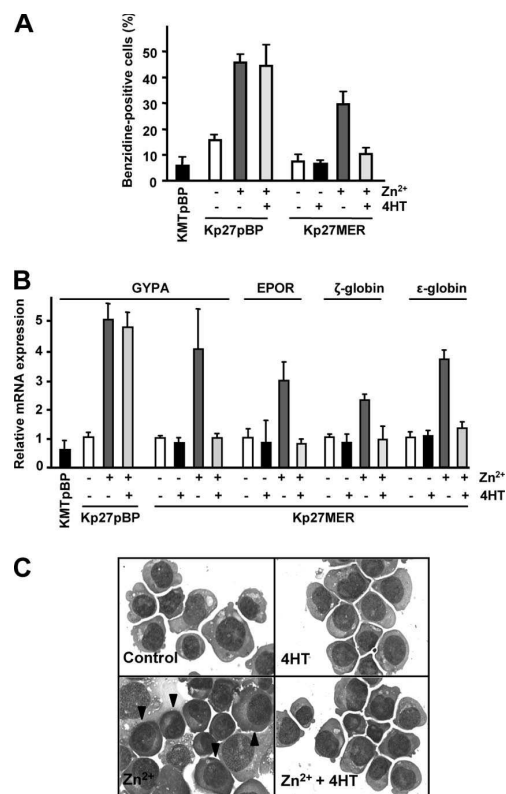 A
Benzidine-positive cells (%)
50
40
30
20
10
0
KMTpBP
- + + - - + + Zn2+
- - + - + - + 4HT
Kp27pBP Kp27MER
B
GYPA EPOR ζ-globin ε-globin
Relative mRNA expression
5
4
3
2
1
0
KMTpBP
- + + - - + + - - + + - - + + - - + + Zn2+
- - + - + - + - + - + - + - + - + - + 4HT
Kp27pBP Kp27MER
C
Control 4HT
Zn2+ Zn2+ + 4HT